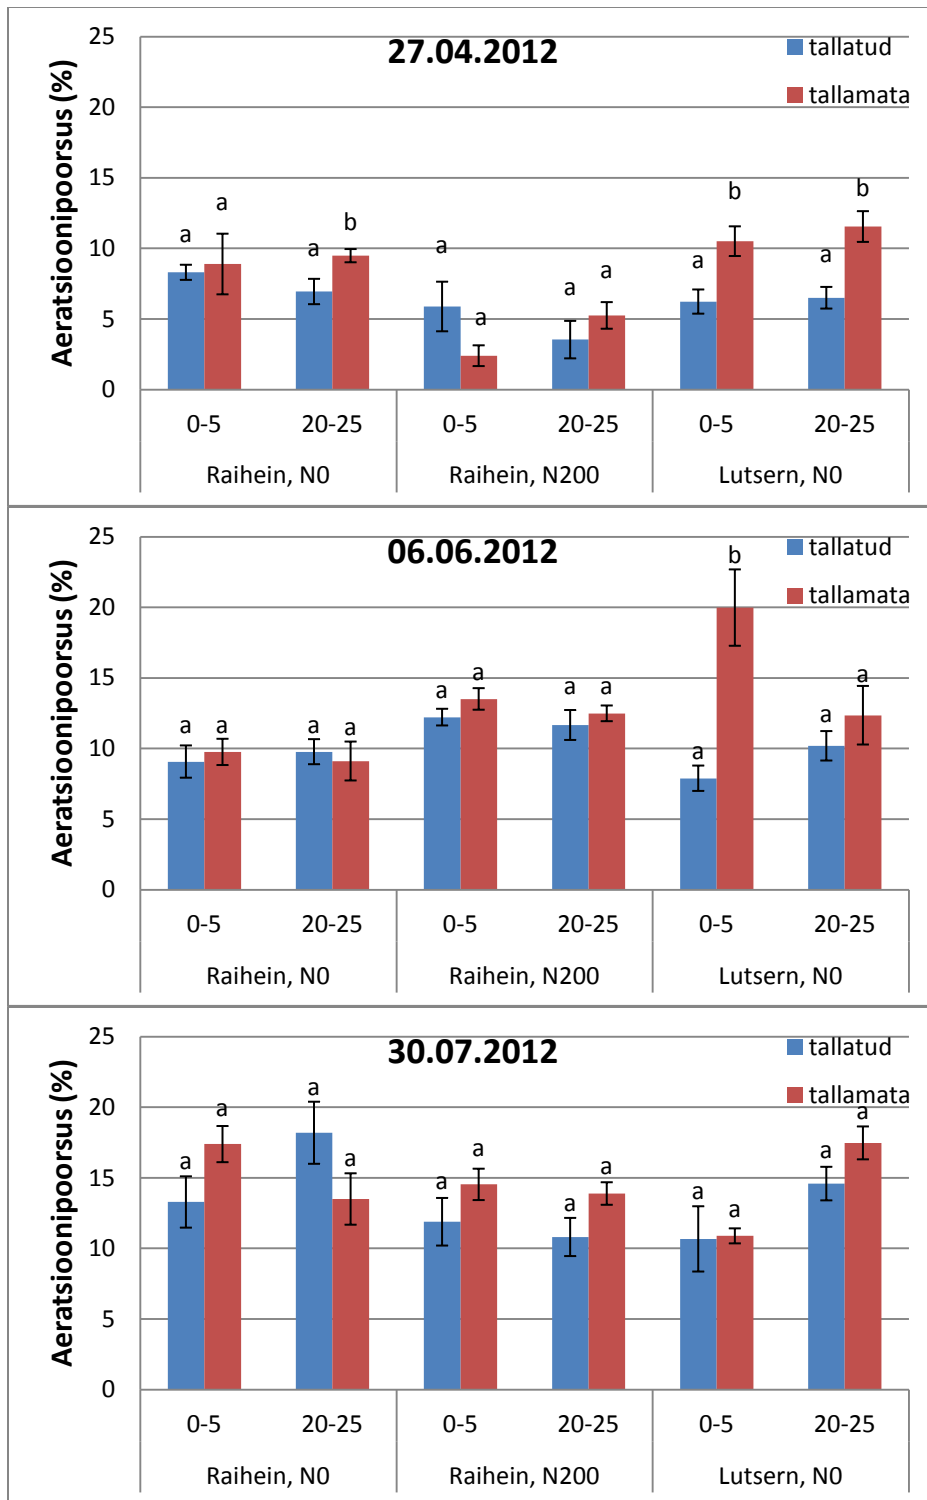 27.04.2012
tallatud
tallamata
Aeratsioonipoorsus (%)
25
20
15
10
5
0
a a a b a a a a a b a b
0-5 20-25 0-5 20-25 0-5 20-25
Raihein, N0 Raihein, N200 Lutsern, N0
06.06.2012
tallatud
tallamata
Aeratsioonipoorsus (%)
25
20
15
10
5
0
a a a a a a a a a b a a
0-5 20-25 0-5 20-25 0-5 20-25
Raihein, N0 Raihein, N200 Lutsern, N0
30.07.2012
tallatud
tallamata
Aeratsioonipoorsus (%)
25
20
15
10
5
0
a a a a a a a a a a a a
0-5 20-25 0-5 20-25 0-5 20-25
Raihein, N0 Raihein, N200 Lutsern, N0